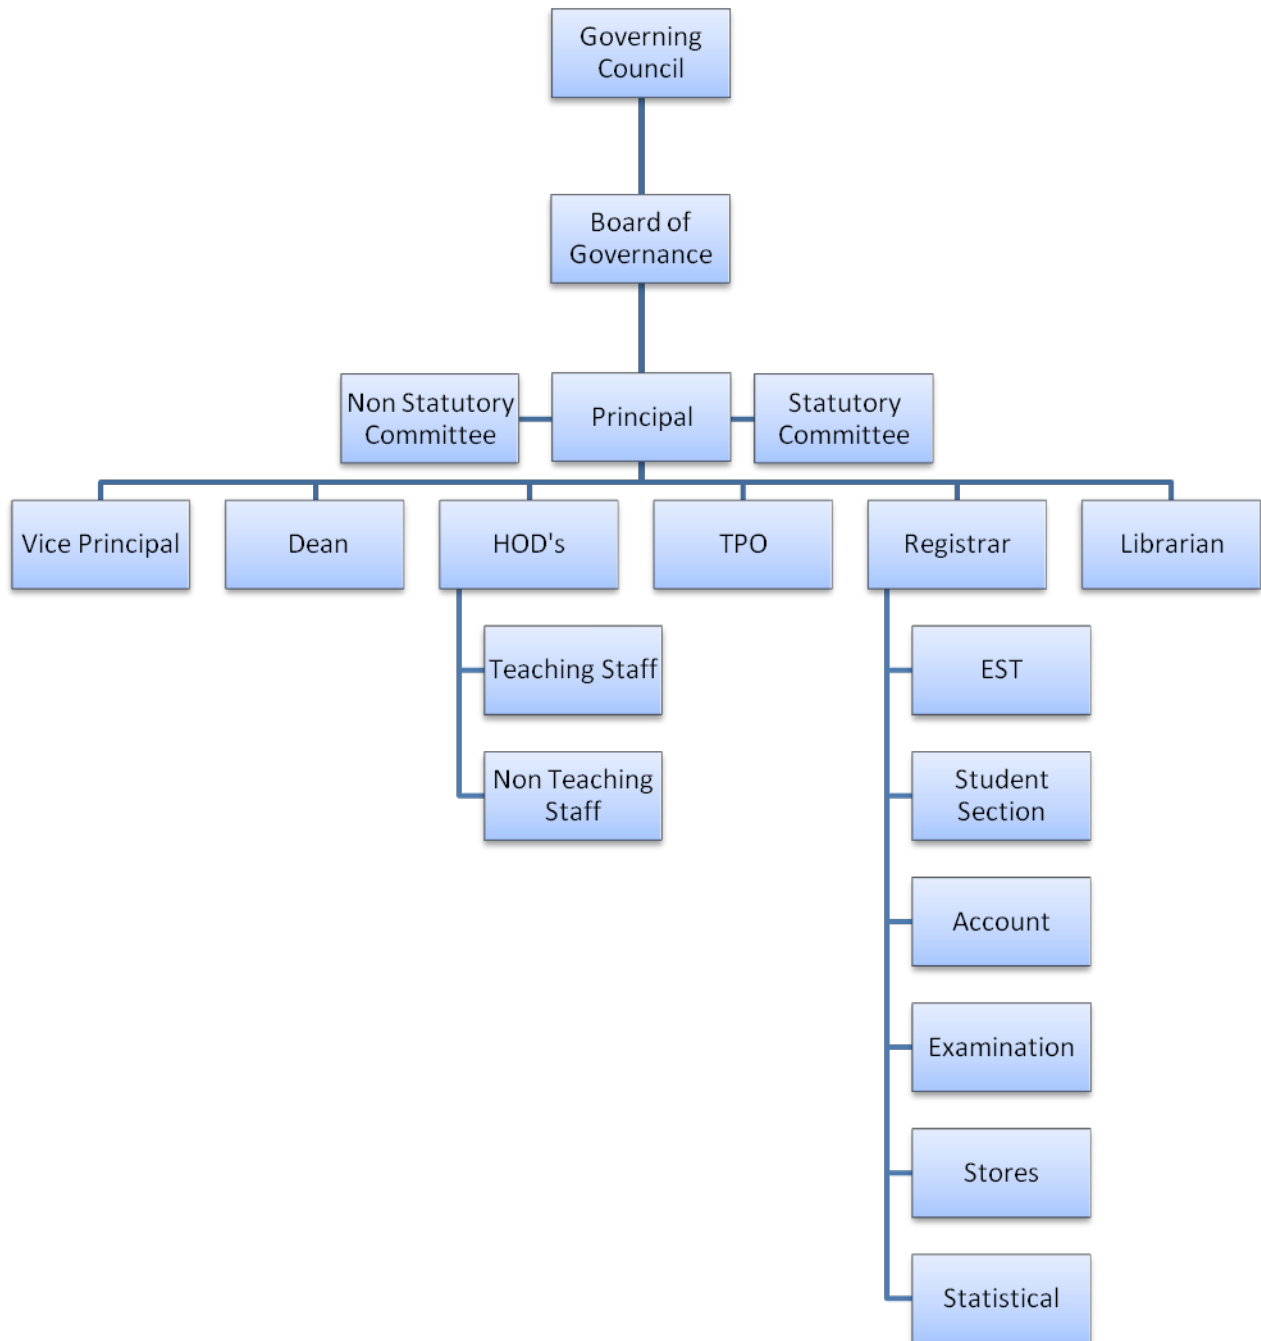 Governing
Council
Board of
Governance
Non Statutory
Committee
Principal
Statutory
Committee
Vice Principal
Dean
HOD's
TPO
Registrar
Librarian
Teaching Staff
Non Teaching
Staff
EST
Student
Section
Account
Examination
Stores
Statistical